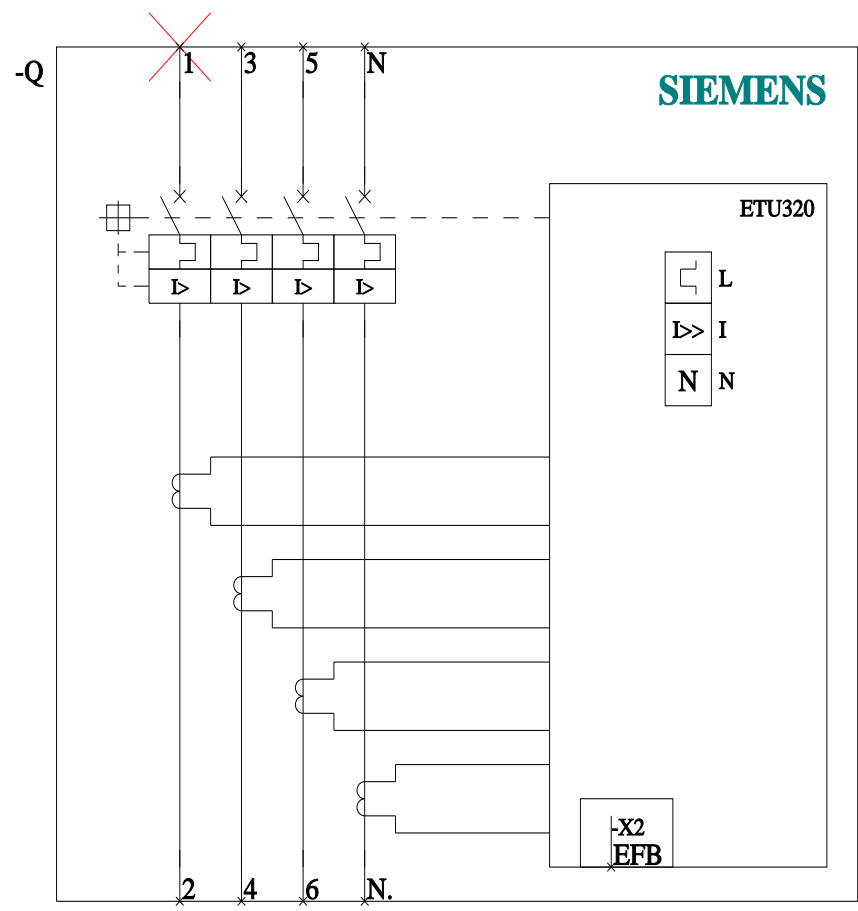 1 3 5 N
-Q
SIEMENS
ETU320
L
I> I> I> I>
I>> I
N N
-X2
EFB
2 4 6 N.